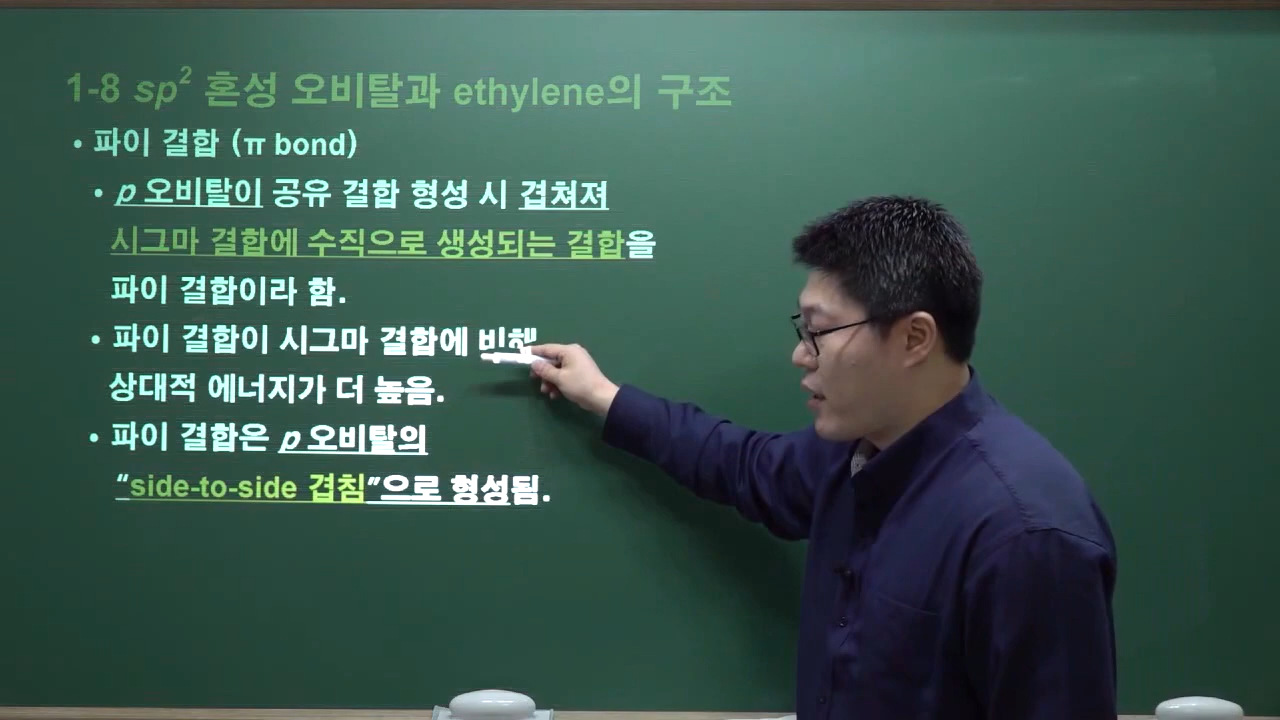 1-8 sp² 혼성 오비탈과 ethylene의 구조
• 파이 결합 (π bond)
• p 오비탈이 공유 결합 형성 시 겹쳐져
시그마 결합에 수직으로 생성되는 결합을
파이 결합이라 함.
• 파이 결합이 시그마 결합에 비해
상대적 에너지가 더 높음.
• 파이 결합은 p 오비탈의
“side-to-side 겹침”으로 형성됨.